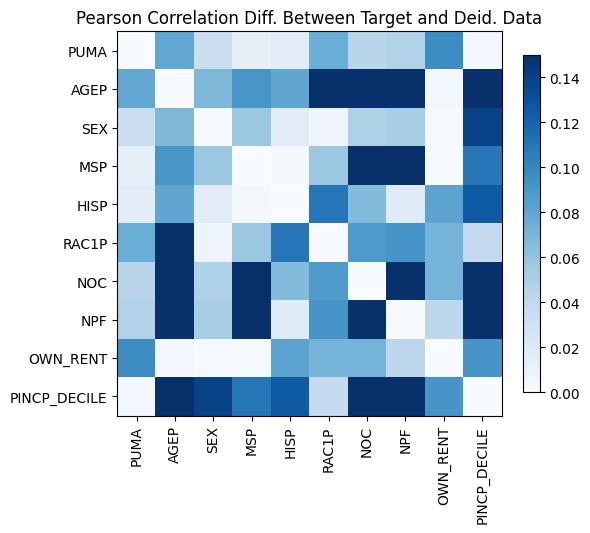 Pearson Correlation Diff. Between Target and Deid. Data
PUMA
AGEP
SEX
MSP
HISP
RAC1P
NOC
NPF
OWN_RENT
PINCP_DECILE
PUMA
AGEP
SEX
MSP
HISP
RAC1P
NOC
NPF
OWN_RENT
PINCP_DECILE
0.14
0.12
0.10
0.08
0.06
0.04
0.02
0.00